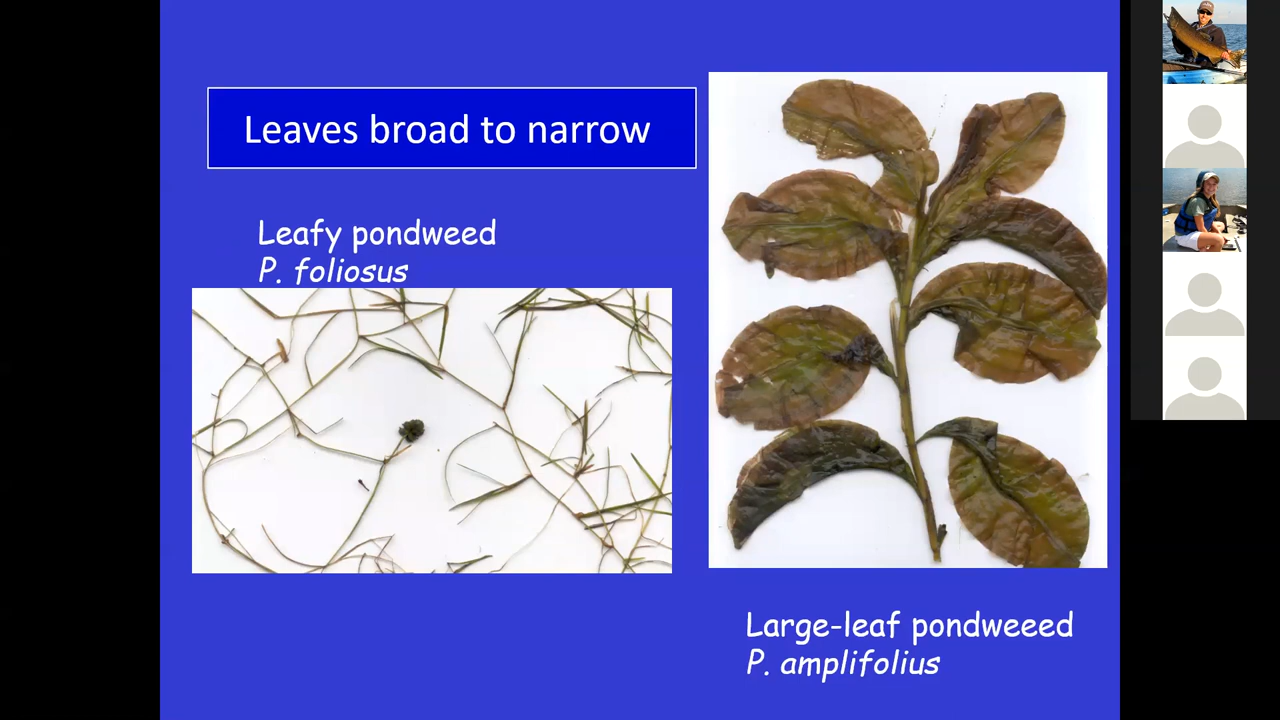 Leaves broad to narrow
Leafy pondweed
P. foliosus
Large-leaf pondweeed
P. amplifolius